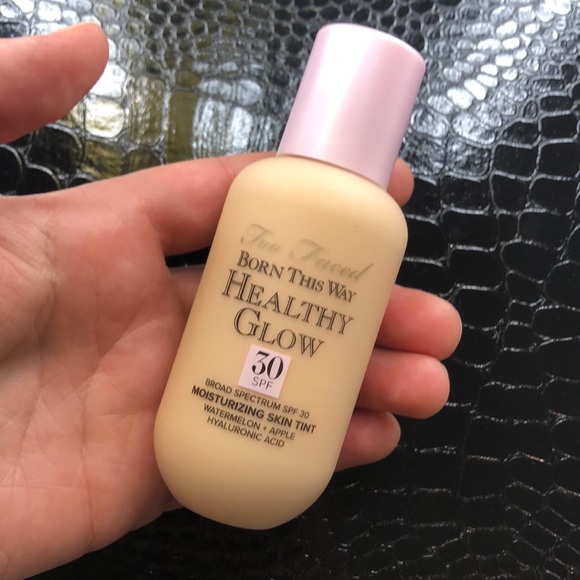 Too Faced
BORN THIS WAY
HEALTHY
GLOW
30
SPF
BROAD SPECTRUM SPF 30
MOISTURIZING SKIN TINT
WATERMELON + APPLE
HYALURONIC ACID